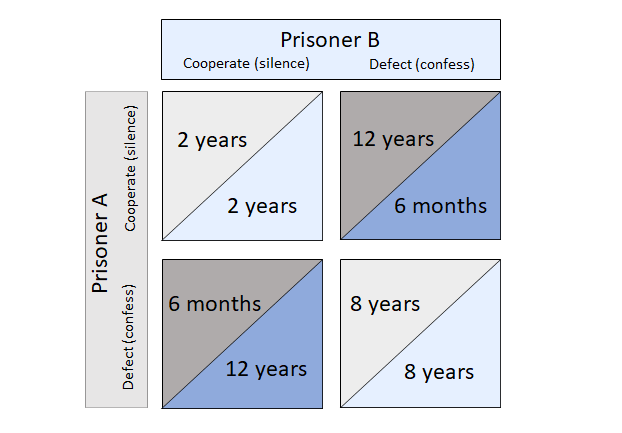 Prisoner B
Cooperate (silence) Defect (confess)
Prisoner A
Cooperate (silence)
Defect (confess)
2 years
2 years
12 years
6 months
6 months
12 years
8 years
8 years